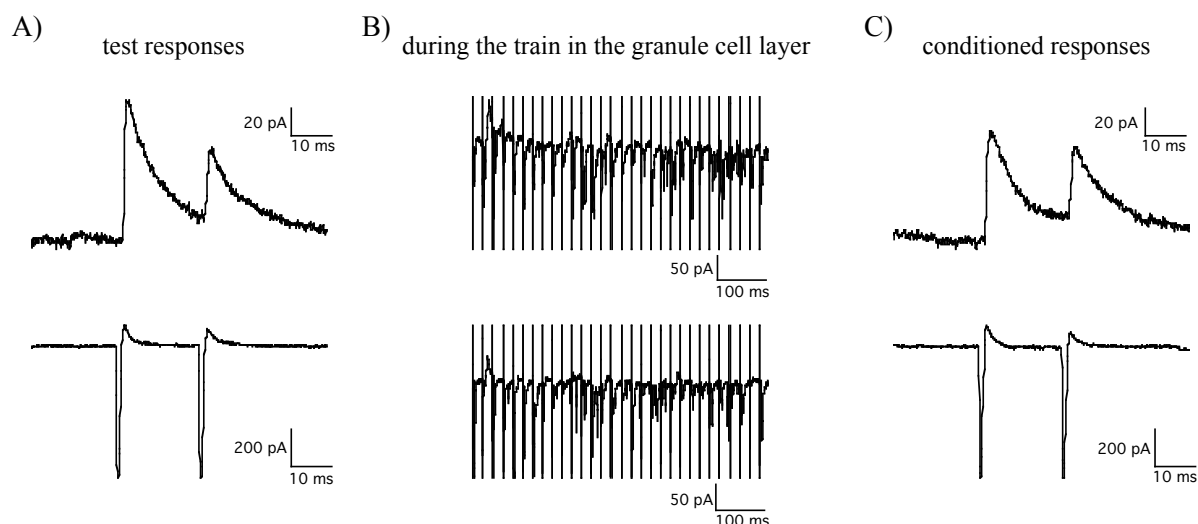 A)
test responses
20 pA
10 ms
200 pA
10 ms
B)
during the train in the granule cell layer
50 pA
100 ms
50 pA
100 ms
C)
conditioned responses
20 pA
10 ms
200 pA
10 ms